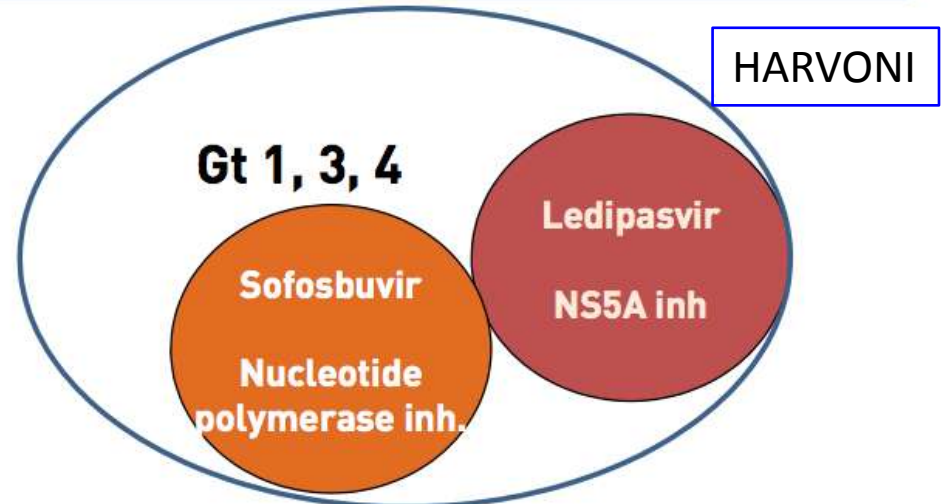 HARVONI
Gt 1, 3, 4
Sofosbuvir
Nucleotide
polymerase inh.
Ledipasvir
NS5A inh